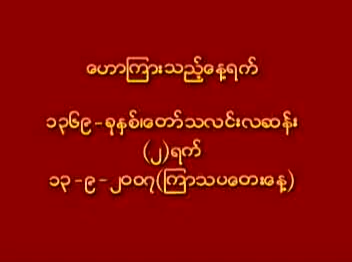 ဟောကြားသည့်နေ့ရက်
၁၃၆၉-ခုနှစ်၊တော်သလင်းလဆန်း
(၂)ရက်
၁၃-၉-၂၀၀၇(ကြာသပတေးနေ့)